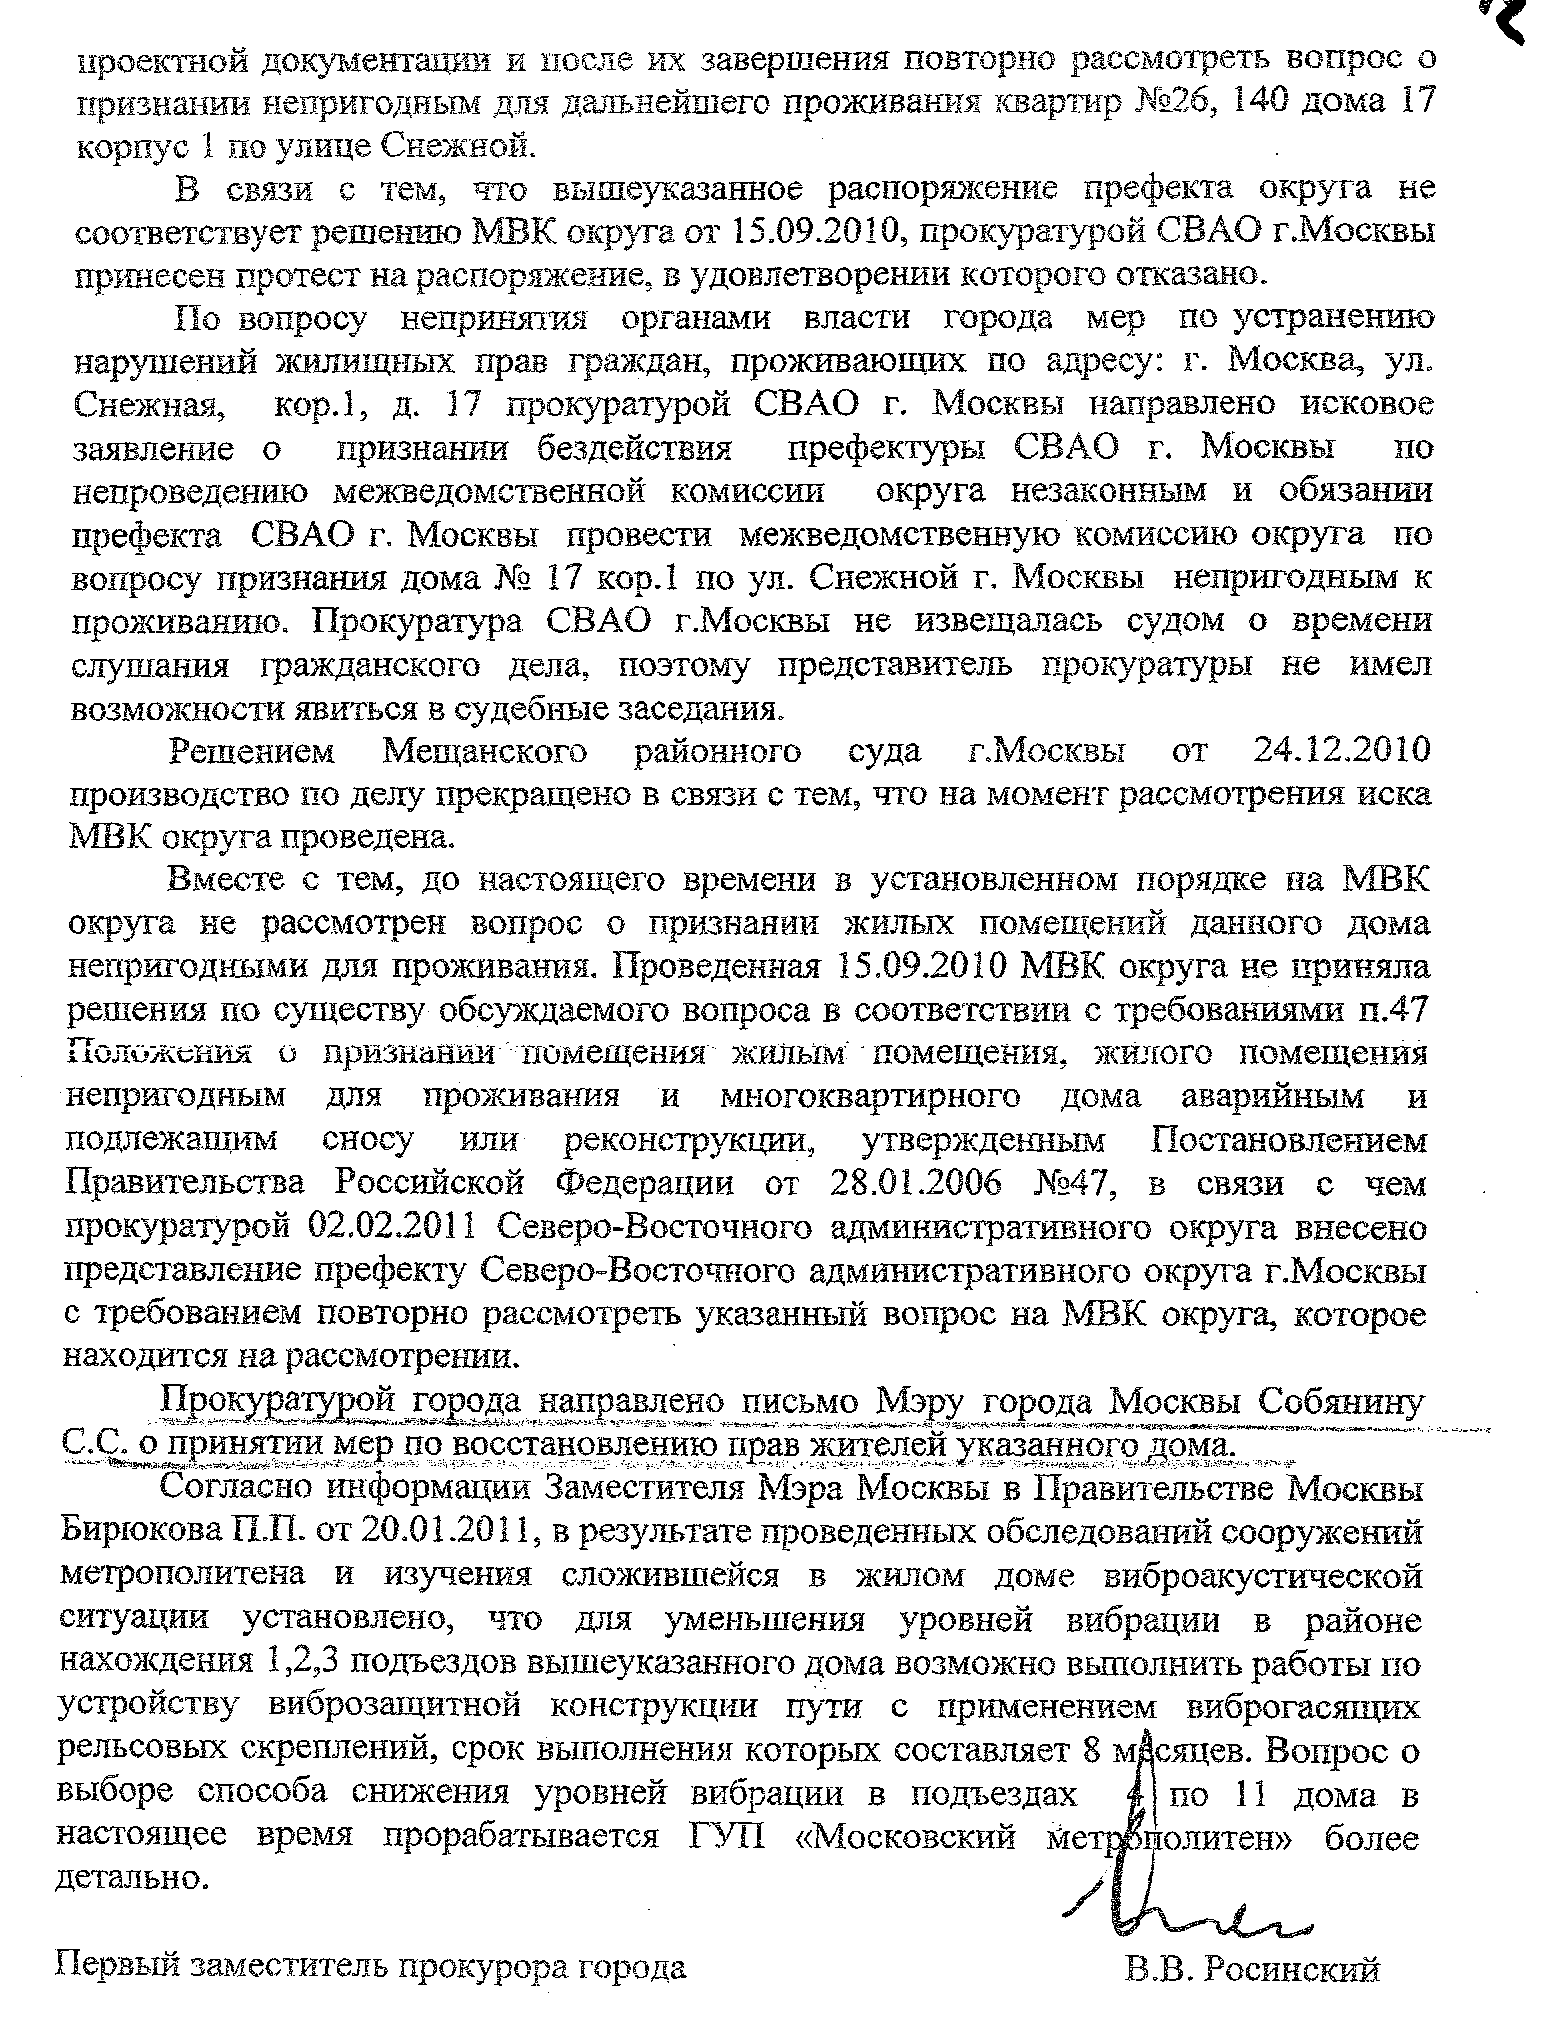 2
проектной документации и после их завершения повторно рассмотреть вопрос о
признании непригодным для дальнейшего проживания квартир №26, 140 дома 17
корпус 1 по улице Снежной.
В связи с тем, что вышеуказанное распоряжение префекта округа не
соответствует решению МВК округа от 15.09.2010, прокуратурой СВАО г.Москвы
принесен протест на распоряжение, в удовлетворении которого отказано.
По вопросу непринятия органами власти города мер по устранению
нарушений жилищных прав граждан, проживающих по адресу: г. Москва, ул.
Снежная, кор.1, д. 17 прокуратурой СВАО г. Москвы направлено исковое
заявление о признании бездействия префектуры СВАО г. Москвы по
непроведению межведомственной комиссии округа незаконным и обязании
префекта СВАО г. Москвы провести межведомственную комиссию округа по
вопросу признания дома № 17 кор.1 по ул. Снежной г. Москвы непригодным к
проживанию. Прокуратура СВАО г.Москвы не извещалась судом о времени
слушания гражданского дела, поэтому представитель прокуратуры не имел
возможности явиться в судебные заседания.
Решением Мещанского районного суда г.Москвы от 24.12.2010
производство по делу прекращено в связи с тем, что на момент рассмотрения иска
МВК округа проведена.
Вместе с тем, до настоящего времени в установленном порядке на МВК
округа не рассмотрен вопрос о признании жилых помещений данного дома
непригодными для проживания. Проведенная 15.09.2010 МВК округа не приняла
решения по существу обсуждаемого вопроса в соответствии с требованиями п.47
Положения о признании помещения жилым помещения, жилого помещения
непригодным для проживания и многоквартирного дома аварийным и
подлежащим сносу или реконструкции, утвержденным Постановлением
Правительства Российской Федерации от 28.01.2006 №47, в связи с чем
прокуратурой 02.02.2011 Северо-Восточного административного округа внесено
представление префекту Северо-Восточного административного округа г.Москвы
с требованием повторно рассмотреть указанный вопрос на МВК округа, которое
находится на рассмотрении.
Прокуратурой города направлено письмо Мэру города Москвы Собянину
С.С. о принятии мер по восстановлению прав жителей указанного дома.
Согласно информации Заместителя Мэра Москвы в Правительстве Москвы
Бирюкова П.П. от 20.01.2011, в результате проведенных обследований сооружений
метрополитена и изучения сложившейся в жилом доме виброакустической
ситуации установлено, что для уменьшения уровней вибрации в районе
нахождения 1,2,3 подъездов вышеуказанного дома возможно выполнить работы по
устройству виброзащитной конструкции пути с применением виброгасящих
рельсовых скреплений, срок выполнения которых составляет 8 месяцев. Вопрос о
выборе способа снижения уровней вибрации в подъездах 4 по 11 дома в
настоящее время прорабатывается ГУП «Московский метрополитен» более
детально.
Первый заместитель прокурора города В.В. Росинский